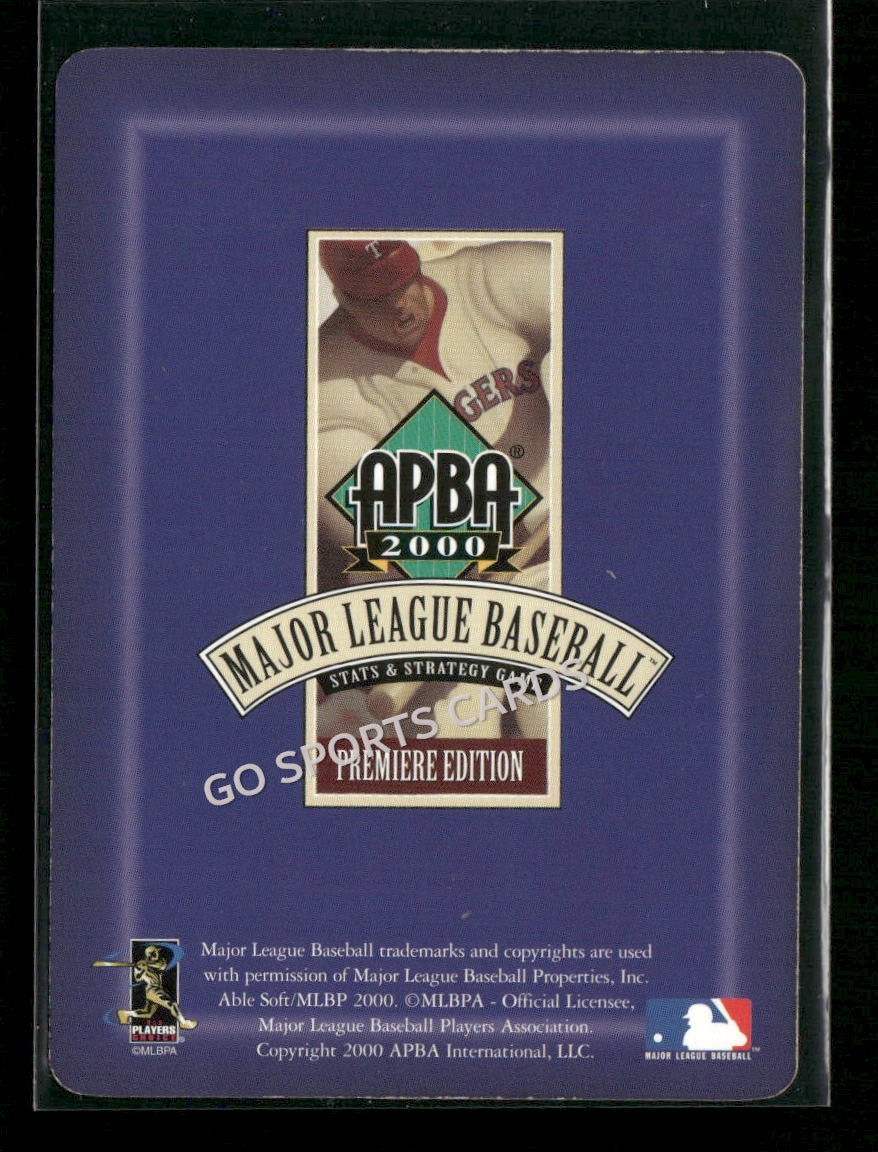 T
GERS
APBA®
2000
MAJOR LEAGUE BASEBALL™
STATS & STRATEGY GAME
GO SPORTS CARDS
PREMIERE EDITION
Major League Baseball trademarks and copyrights are used
with permission of Major League Baseball Properties, Inc.
Able Soft/MLBP 2000. ©MLBPA - Official Licensee,
Major League Baseball Players Association.
Copyright 2000 APBA International, LLC.
PLAYERS
CHOICE
©MLBPA
MAJOR LEAGUE BASEBALL™